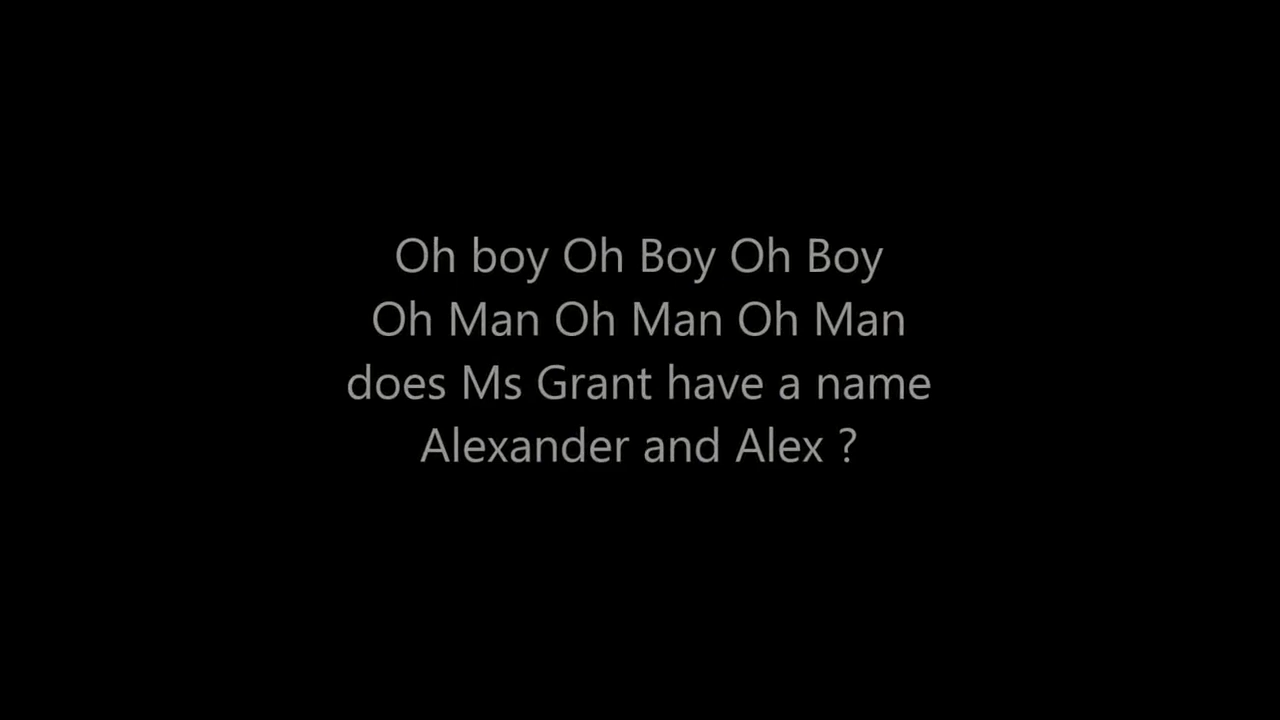 Oh boy Oh Boy Oh Boy
Oh Man Oh Man Oh Man
does Ms Grant have a name
Alexander and Alex ?